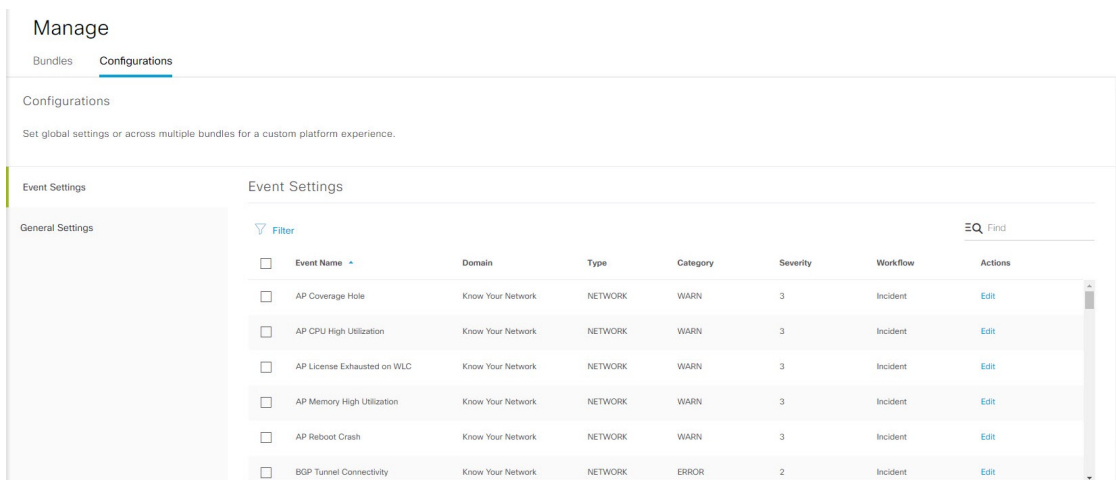 Manage
Bundles Configurations
Configurations
Set global settings or across multiple bundles for a custom platform experience.
Event Settings
General Settings
Event Settings
Filter
Find
Event Name Domain Type Category Severity Workflow Actions
AP Coverage Hole Know Your Network NETWORK WARN 3 Incident Edit
AP CPU High Utilization Know Your Network NETWORK WARN 3 Incident Edit
AP License Exhausted on WLC Know Your Network NETWORK WARN 3 Incident Edit
AP Memory High Utilization Know Your Network NETWORK WARN 3 Incident Edit
AP Reboot Crash Know Your Network NETWORK WARN 3 Incident Edit
BGP Tunnel Connectivity Know Your Network NETWORK ERROR 2 Incident Edit